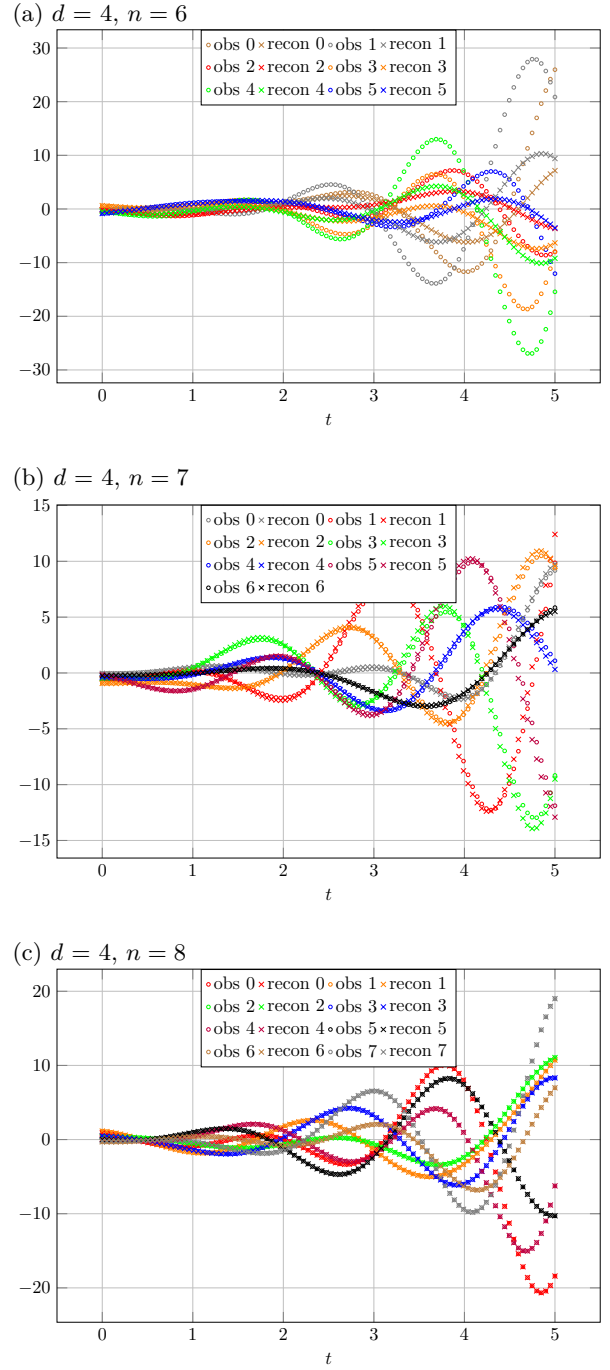 (a) d = 4, n = 6
obs 0 recon 0 obs 1 recon 1
obs 2 recon 2 obs 3 recon 3
obs 4 recon 4 obs 5 recon 5
30
20
10
0
−10
−20
−30
0 1 2 3 4 5
t
(b) d = 4, n = 7
obs 0 recon 0 obs 1 recon 1
obs 2 recon 2 obs 3 recon 3
obs 4 recon 4 obs 5 recon 5
obs 6 recon 6
15
10
5
0
−5
−10
−15
0 1 2 3 4 5
t
(c) d = 4, n = 8
obs 0 recon 0 obs 1 recon 1
obs 2 recon 2 obs 3 recon 3
obs 4 recon 4 obs 5 recon 5
obs 6 recon 6 obs 7 recon 7
20
10
0
−10
−20
0 1 2 3 4 5
t